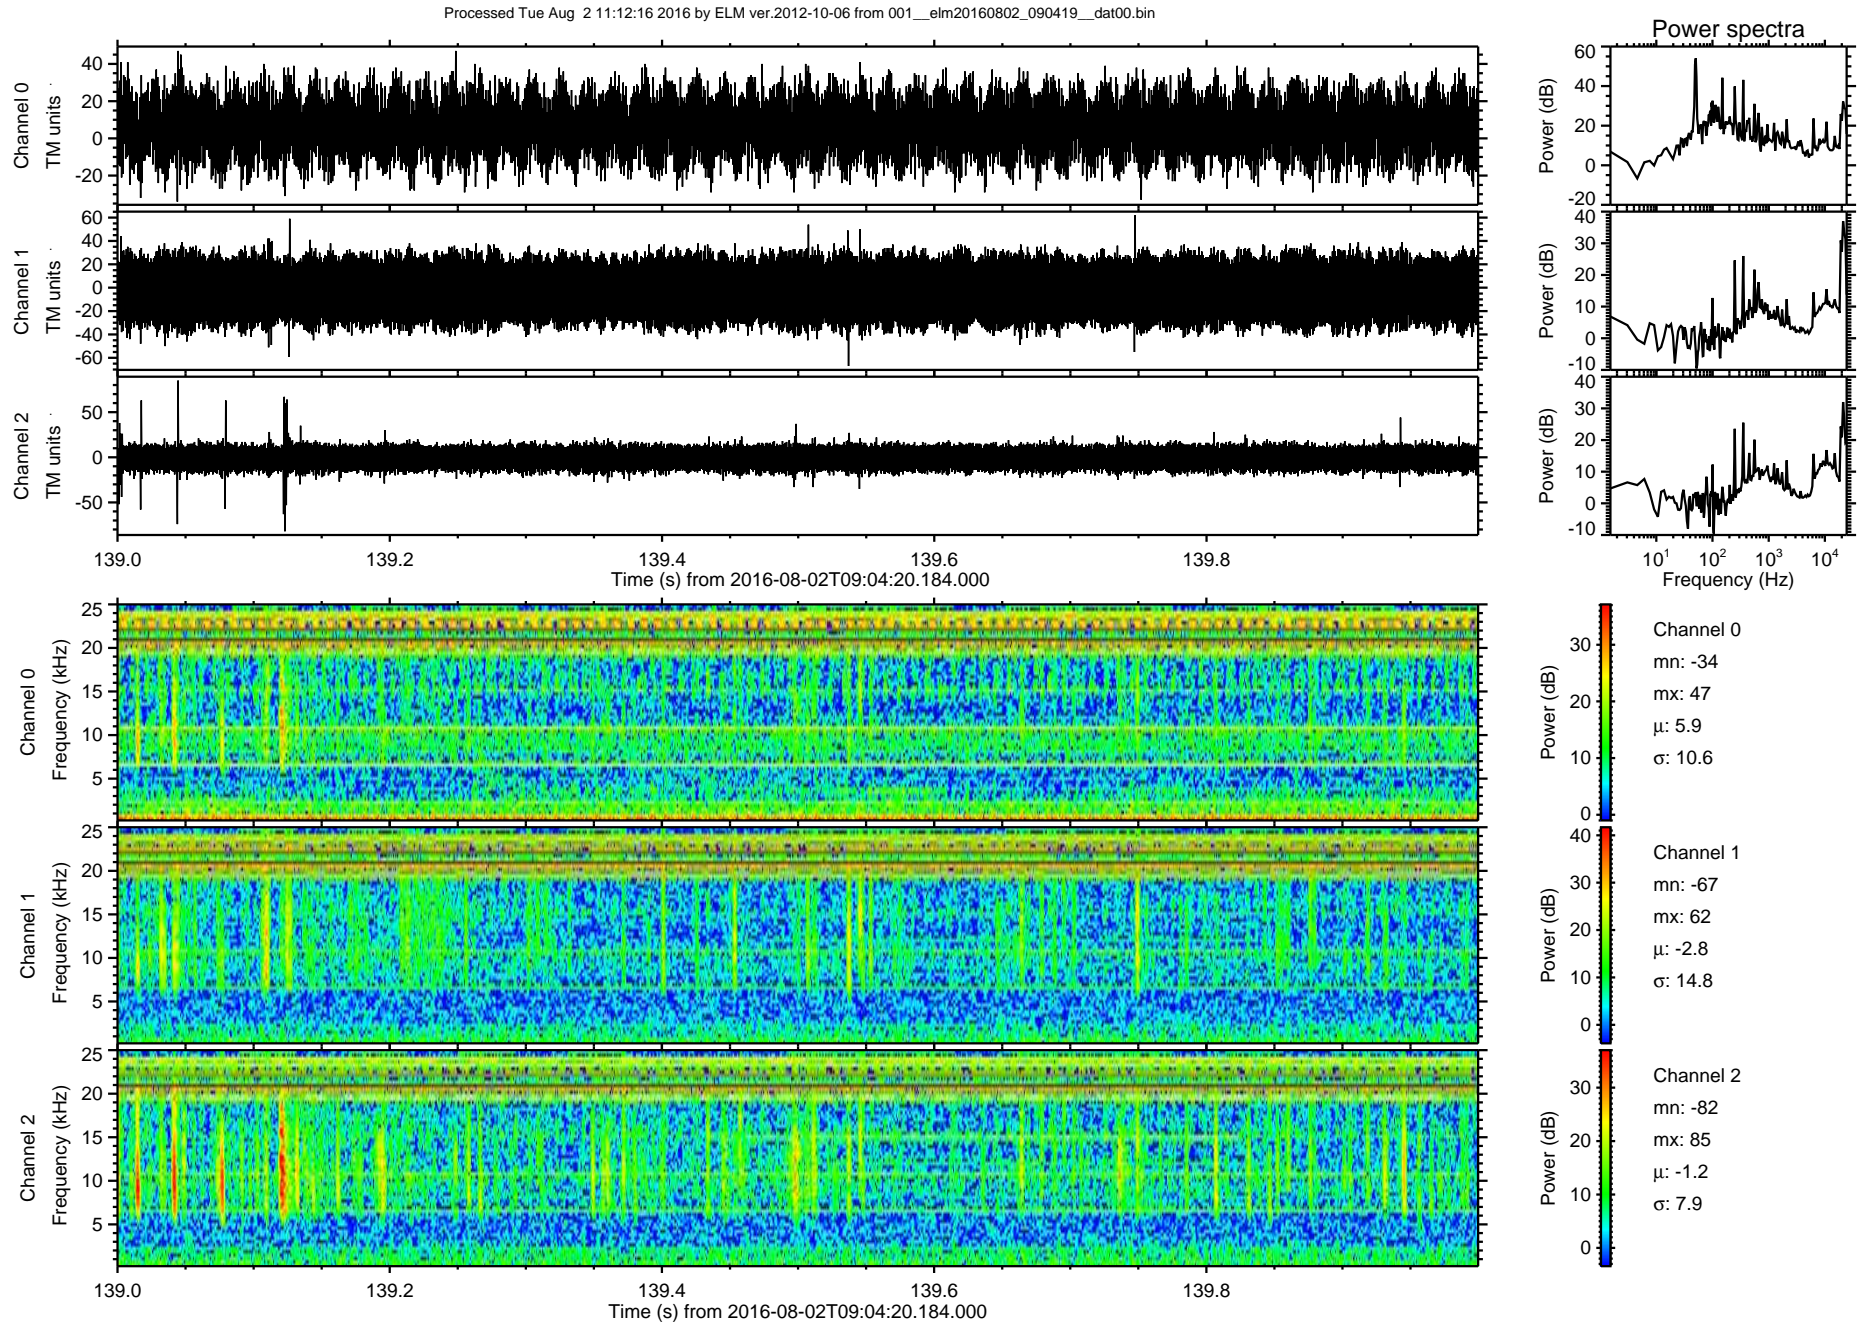 Processed Tue Aug 2 11:12:16 2016 by ELM ver.2012-10-06 from 001__elm20160802_090419__dat00.bin
Power spectra
Channel 0
TM units
40
20
0
-20
Power (dB)
60
40
20
0
-20
Channel 1
TM units
60
40
20
0
-20
-40
-60
Power (dB)
40
30
20
10
0
-10
Channel 2
TM units
50
0
-50
Power (dB)
40
30
20
10
0
-10
139.0 139.2 139.4 139.6 139.8
Time (s) from 2016-08-02T09:04:20.184.000
10¹ 10² 10³ 10⁴
Frequency (Hz)
Channel 0
Frequency (kHz)
25
20
15
10
5
Power (dB)
30
20
10
0
Channel 0
mn: -34
mx: 47
µ: 5.9
σ: 10.6
Channel 1
Frequency (kHz)
25
20
15
10
5
Power (dB)
40
30
20
10
0
Channel 1
mn: -67
mx: 62
µ: -2.8
σ: 14.8
Channel 2
Frequency (kHz)
25
20
15
10
5
Power (dB)
30
20
10
0
Channel 2
mn: -82
mx: 85
µ: -1.2
σ: 7.9
139.0 139.2 139.4 139.6 139.8
Time (s) from 2016-08-02T09:04:20.184.000